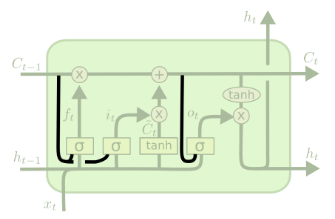 h_t
C_{t-1} × + C_t
tanh
f_t i_t × o_t ×
C̃_t
σ σ tanh σ
h_{t-1} h_t
x_t